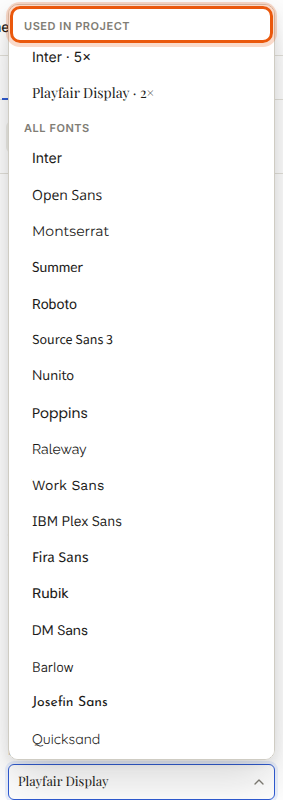 USED IN PROJECT
Inter · 5×
Playfair Display · 2×
ALL FONTS
Inter
Open Sans
Montserrat
Summer
Roboto
Source Sans 3
Nunito
Poppins
Raleway
Work Sans
IBM Plex Sans
Fira Sans
Rubik
DM Sans
Barlow
Josefin Sans
Quicksand
Playfair Display